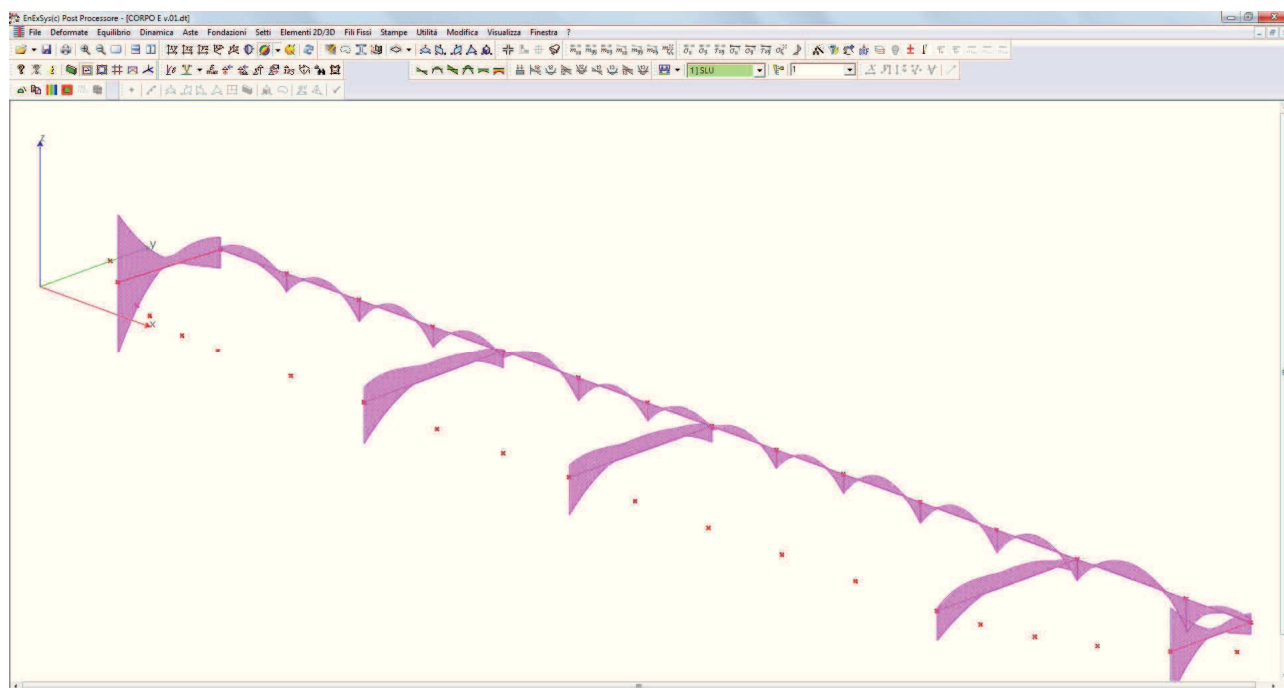 EnExSys(c) Post Processore - [CORPO E v.01.dt]
File Deformate Equilibrio Dinamica Aste Fondazioni Setti Elementi 2D/3D Fili Fissi Stampe Utilità Modifica Visualizza Finestra ?
1] SLU 1
z
y
x